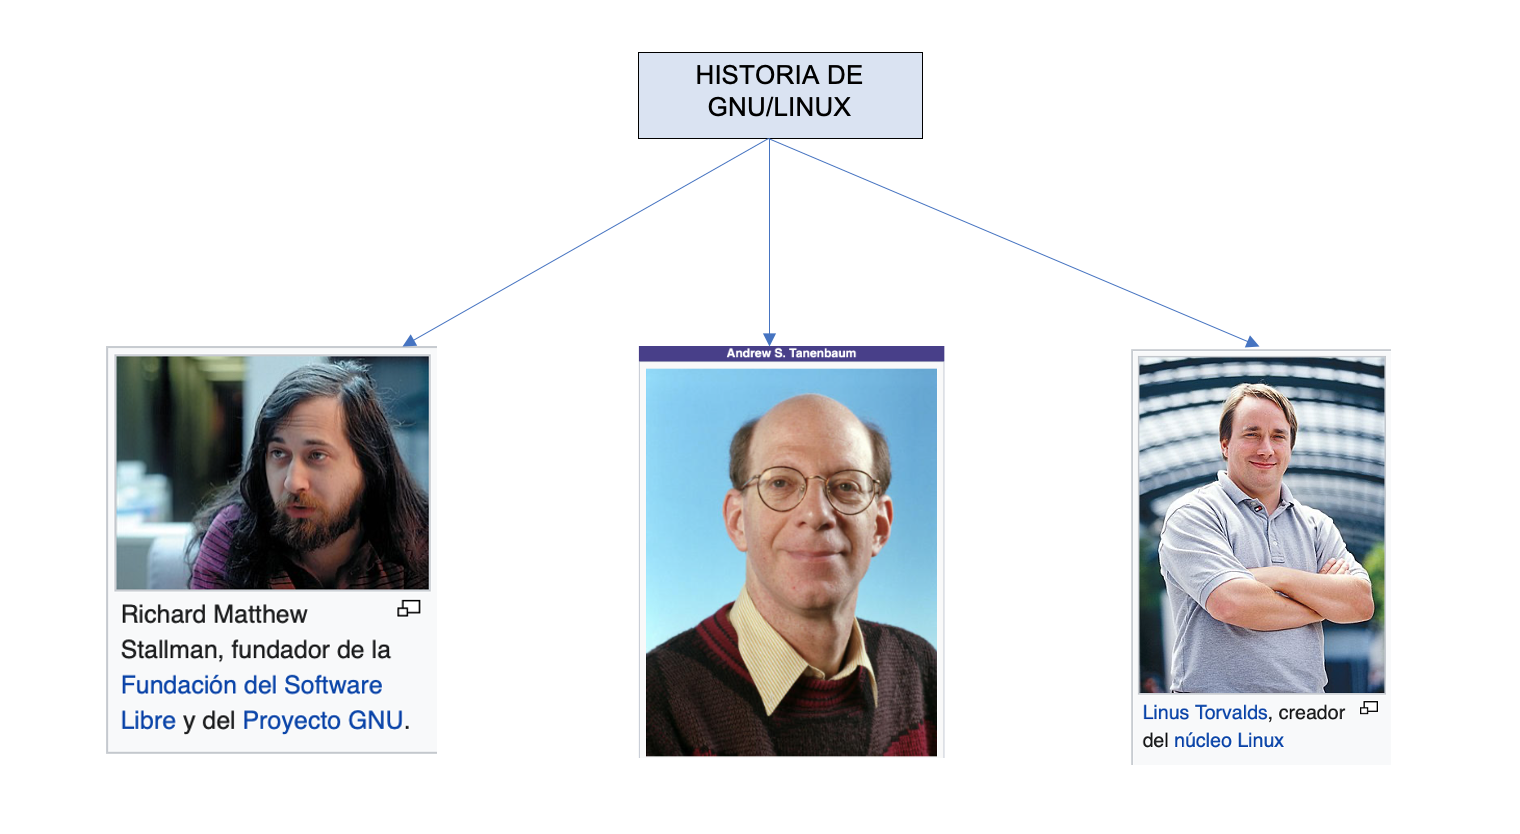 HISTORIA DE
GNU/LINUX
Richard Matthew
Stallman, fundador de la
Fundación del Software
Libre y del Proyecto GNU.
Andrew S. Tanenbaum
Linus Torvalds, creador
del núcleo Linux